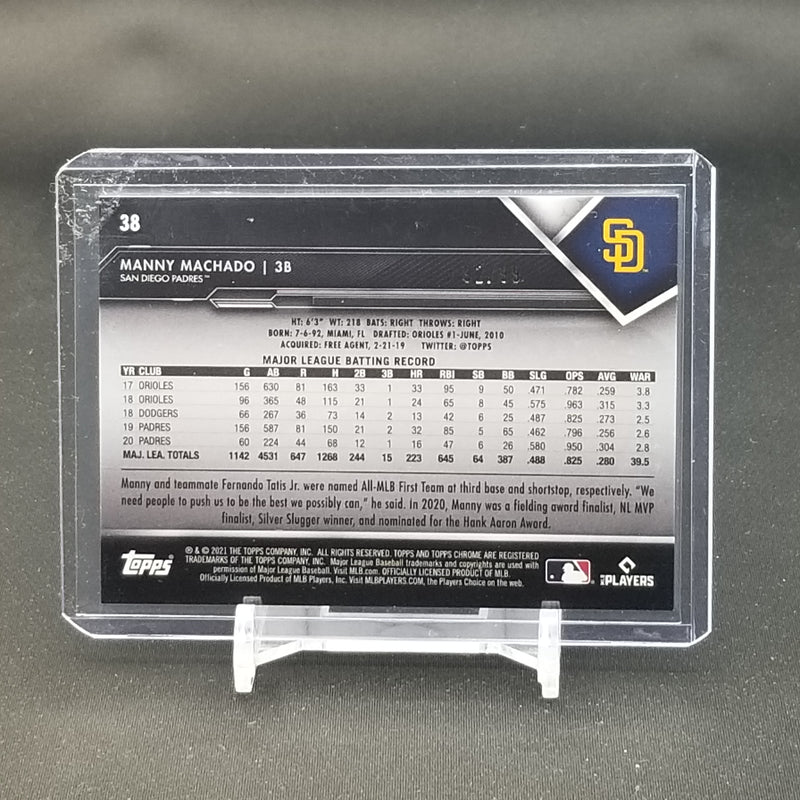 38
SD
MANNY MACHADO | 3B
SAN DIEGO PADRES™
HT: 6'3" WT: 218 BATS: RIGHT THROWS: RIGHT
BORN: 7-6-92, MIAMI, FL DRAFTED: ORIOLES #1-JUNE, 2010
ACQUIRED: FREE AGENT, 2-21-19 TWITTER: @TOPPS
MAJOR LEAGUE BATTING RECORD
YR CLUB G AB R H 2B 3B HR RBI SB BB SLG OPS AVG WAR
17 ORIOLES 156 630 81 163 33 1 33 95 9 50 .471 .782 .259 3.8
18 ORIOLES 96 365 48 115 21 1 24 65 8 45 .575 .963 .315 3.3
18 DODGERS 66 267 36 73 14 2 13 42 6 25 .487 .825 .273 2.5
19 PADRES 156 587 81 150 21 2 32 85 5 65 .462 .796 .256 2.6
20 PADRES 60 224 44 68 12 1 16 47 6 26 .580 .950 .304 2.8
MAJ. LEA. TOTALS 1142 4531 647 1268 244 15 223 645 64 387 .488 .825 .280 39.5
Manny and teammate Fernando Tatis Jr. were named All-MLB First Team at third base and shortstop, respectively. "We
need people to push us to be the best we possibly can," he said. In 2020, Manny was a fielding award finalist, NL MVP
finalist, Silver Slugger winner, and nominated for the Hank Aaron Award.
topps
® & © 2021 THE TOPPS COMPANY, INC. ALL RIGHTS RESERVED. TOPPS AND TOPPS CHROME ARE REGISTERED
TRADEMARKS OF THE TOPPS COMPANY, INC. Major League Baseball trademarks and copyrights are used with
permission of Major League Baseball. Visit MLB.com. OFFICIALLY LICENSED PRODUCT OF MLB.
Officially Licensed Product of MLB Players, Inc. Visit MLBPLAYERS.COM, the Players Choice on the web.
PLAYERS